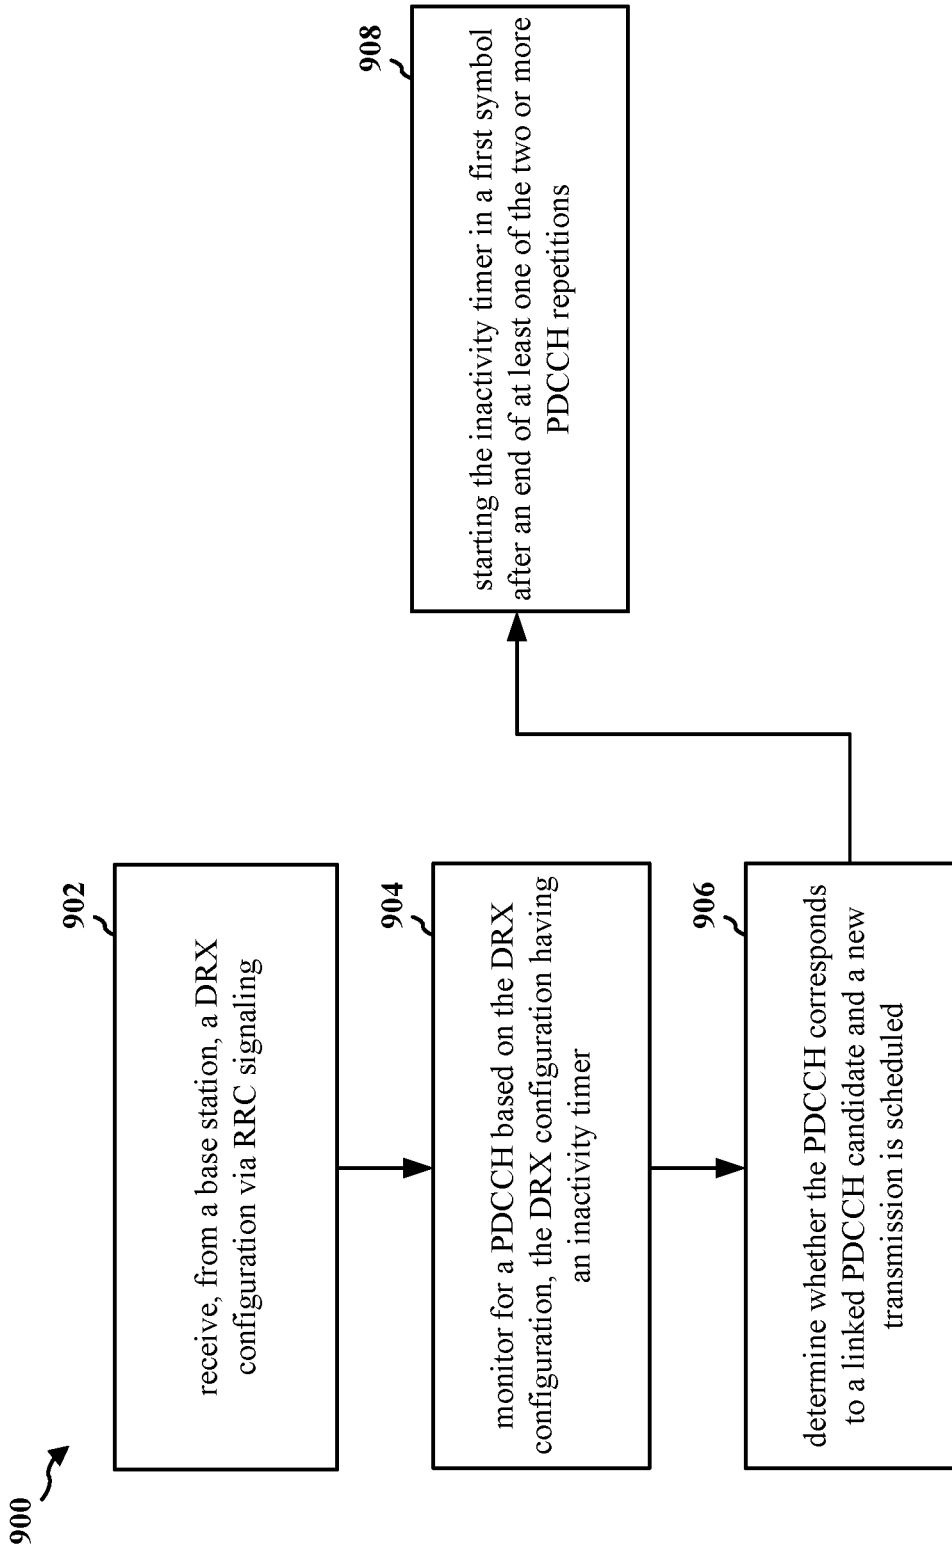 900
902
receive, from a base station, a DRX
configuration via RRC signaling
904
monitor for a PDCCH based on the DRX
configuration, the DRX configuration having
an inactivity timer
906
determine whether the PDCCH corresponds
to a linked PDCCH candidate and a new
transmission is scheduled
908
starting the inactivity timer in a first symbol
after an end of at least one of the two or more
PDCCH repetitions